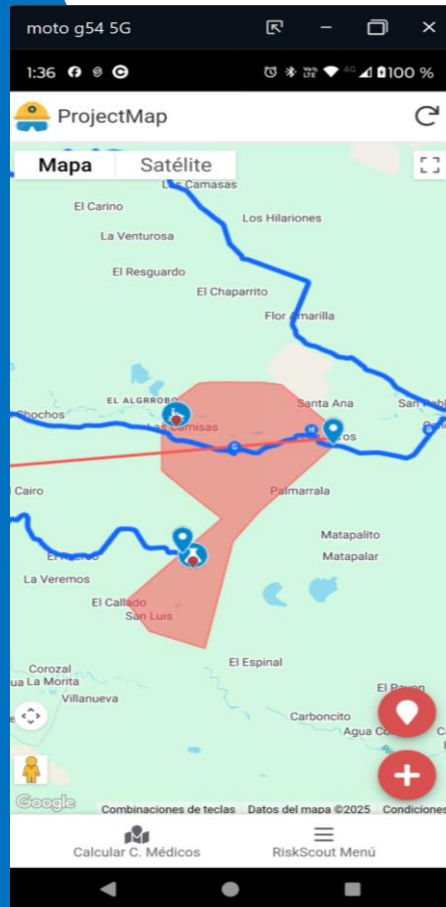 moto g54 5G
1:36
100 %
ProjectMap
Mapa Satélite
Las Camasas
El Carino
Los Hilariones
La Venturosa
El Resguardo
El Chaparrito
Flor Amarilla
EL ALGRROBO
Santa Ana
Chochos
Las Camisas
Cairo
Palmarrala
Matapalito
Matapalar
La Veremos
El Callado
San Luis
El Espinal
Corozal
La Morita
Villanueva
Carboncito
Google
Combinaciones de teclas Datos del mapa ©2025 Condiciones
Calcular C. Médicos RiskScout Menú